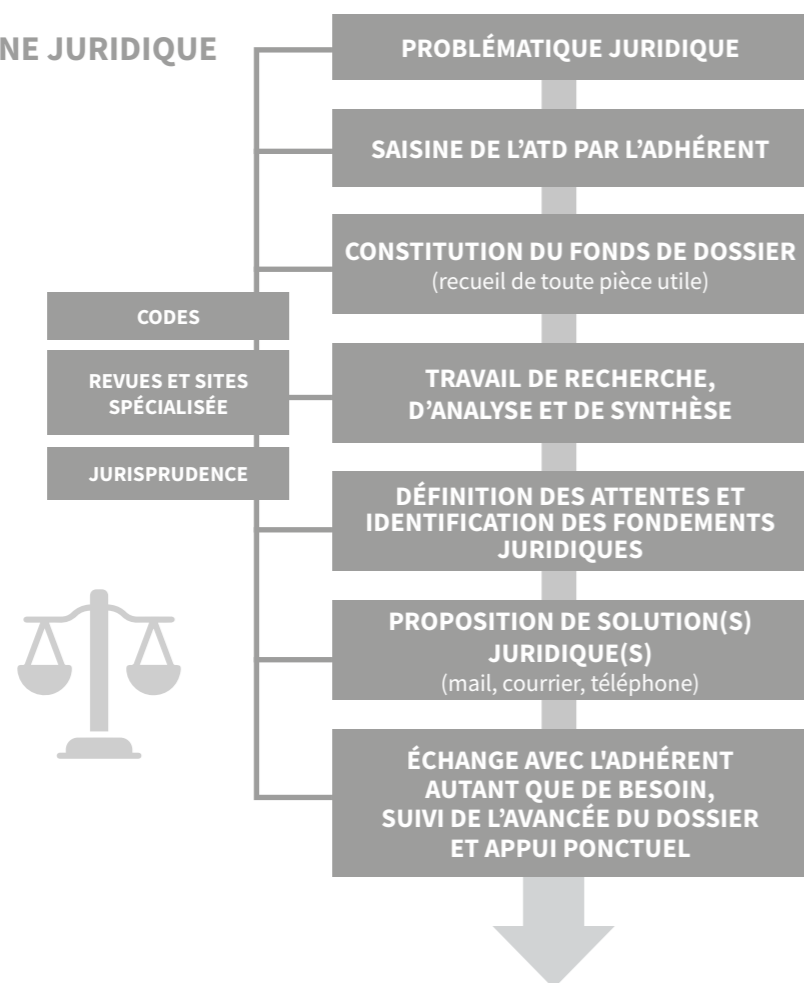 NE JURIDIQUE
PROBLÉMATIQUE JURIDIQUE
SAISINE DE L’ATD PAR L’ADHÉRENT
CONSTITUTION DU FONDS DE DOSSIER
(recueil de toute pièce utile)
CODES
REVUES ET SITES
SPÉCIALISÉE
JURISPRUDENCE
TRAVAIL DE RECHERCHE,
D’ANALYSE ET DE SYNTHÈSE
DÉFINITION DES ATTENTES ET
IDENTIFICATION DES FONDEMENTS
JURIDIQUES
PROPOSITION DE SOLUTION(S)
JURIDIQUE(S)
(mail, courrier, téléphone)
ÉCHANGE AVEC L'ADHÉRENT
AUTANT QUE DE BESOIN,
SUIVI DE L’AVANCÉE DU DOSSIER
ET APPUI PONCTUEL